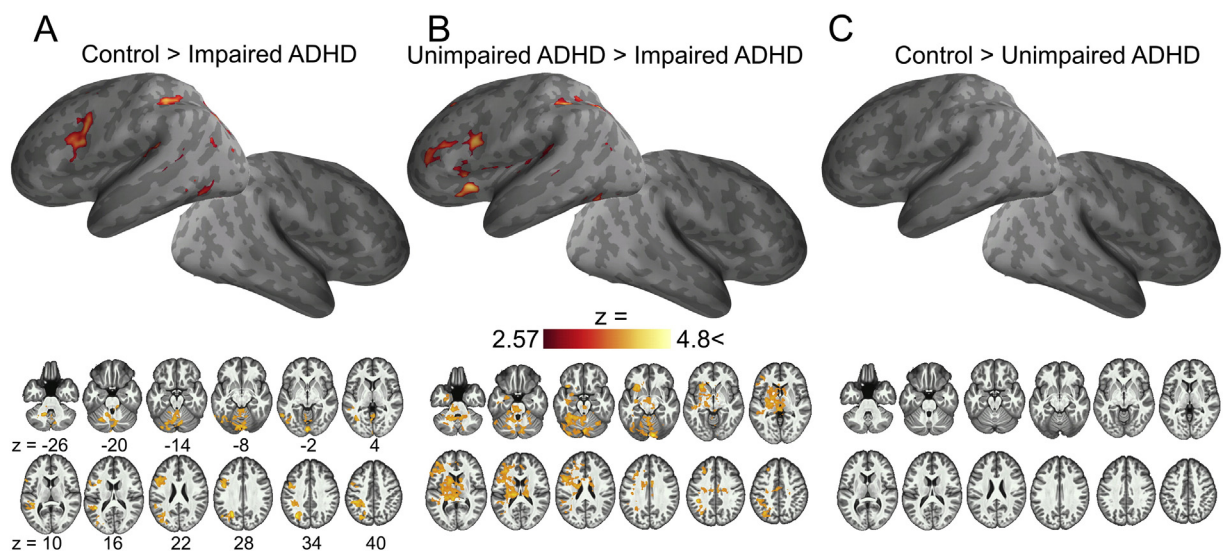 A
Control > Impaired ADHD
B
Unimpaired ADHD > Impaired ADHD
C
Control > Unimpaired ADHD
z =
2.57 4.8<
z = -26 -20 -14 -8 -2 4
z = 10 16 22 28 34 40